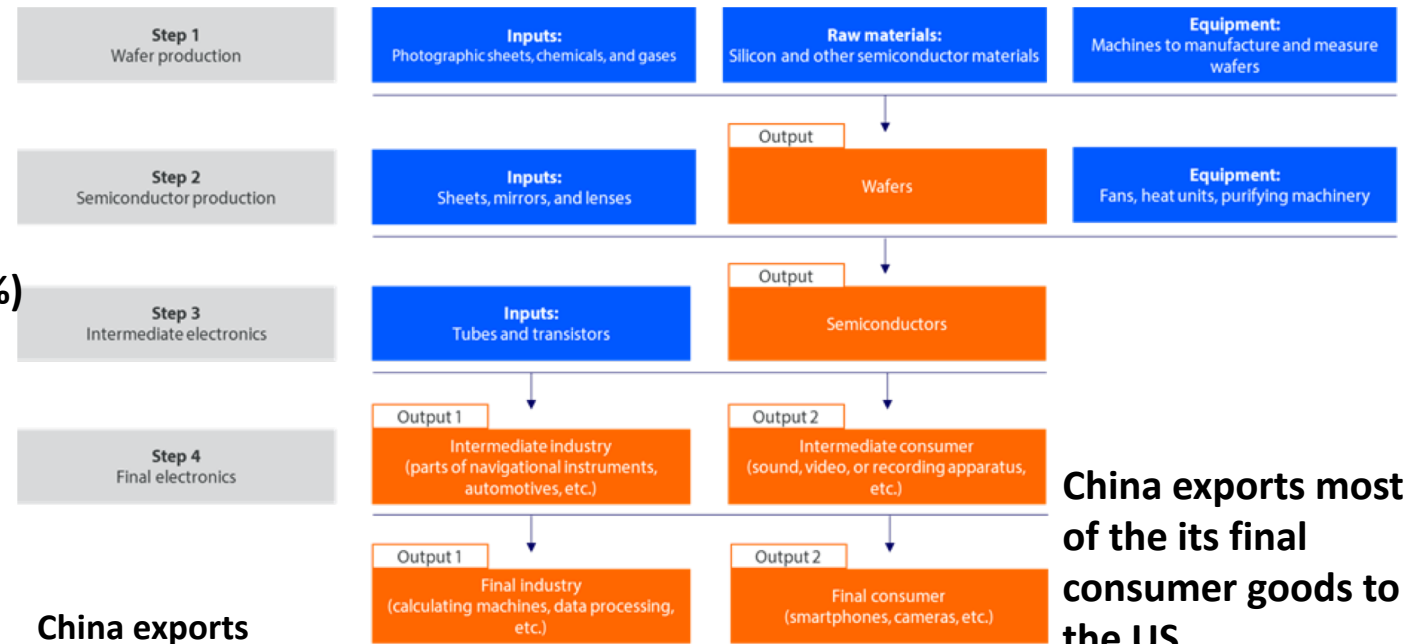 Step 1
Wafer production
Inputs:
Photographic sheets, chemicals, and gases
Raw materials:
Silicon and other semiconductor materials
Equipment:
Machines to manufacture and measure
wafers
Output
Step 2
Semiconductor production
Inputs:
Sheets, mirrors, and lenses
Wafers
Equipment:
Fans, heat units, purifying machinery
Output
%)
Step 3
Intermediate electronics
Inputs:
Tubes and transistors
Semiconductors
Output 1
Output 2
Step 4
Final electronics
Intermediate industry
(parts of navigational instruments,
automotives, etc.)
Intermediate consumer
(sound, video, or recording apparatus,
etc.)
China exports most
of the its final
consumer goods to
the US
Output 1
Output 2
Final industry
(calculating machines, data processing,
etc.)
Final consumer
(smartphones, cameras, etc.)
China exports